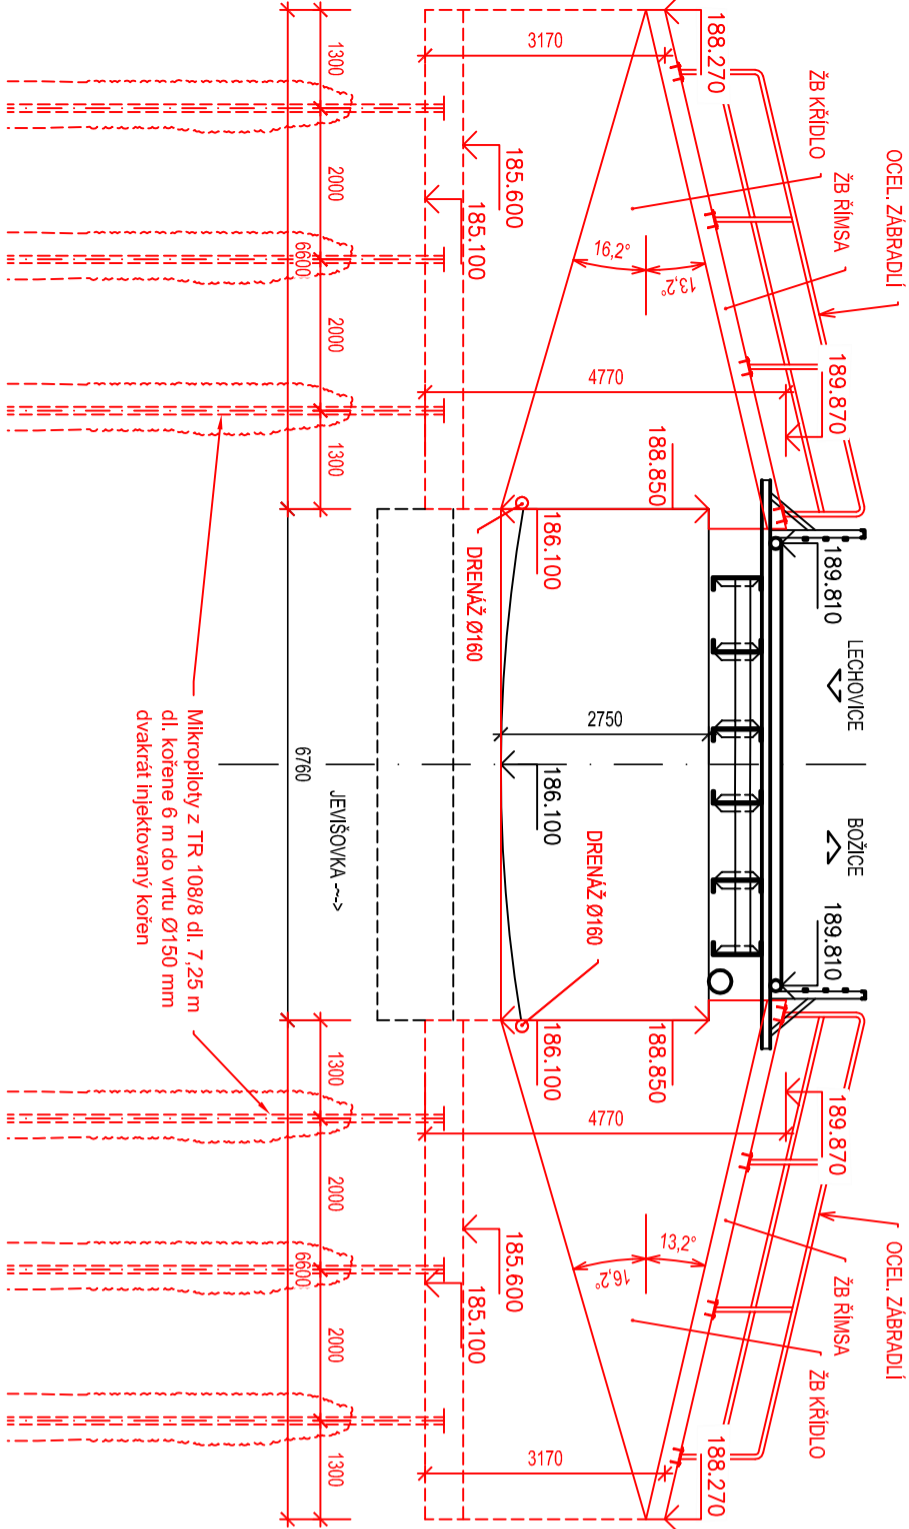 OCEL. ZÁBRADLÍ
OCEL. ZÁBRADLÍ
LECHOVICE
BOŽICE
ŽB ŘÍMSA
ŽB ŘÍMSA
ŽB KŘÍDLO
ŽB KŘÍDLO
189.870
189.810
189.810
189.870
188.270
188.270
13,2°
13,2°
188.850
188.850
16,2°
16,2°
3170
4770
2750
4770
3170
DRENÁŽ Ø160
186.100
186.100
186.100
185.600
185.600
DRENÁŽ Ø160
185.100
185.100
JEVIŠOVKA ~~>
1300
2000
2000
1300
1300
2000
2000
1300
6600
6760
6600
Mikropiloty z TR 108/8 dl. 7,25 m
dl. kořene 6 m do vrtu Ø150 mm
dvakrát injektovaný kořen